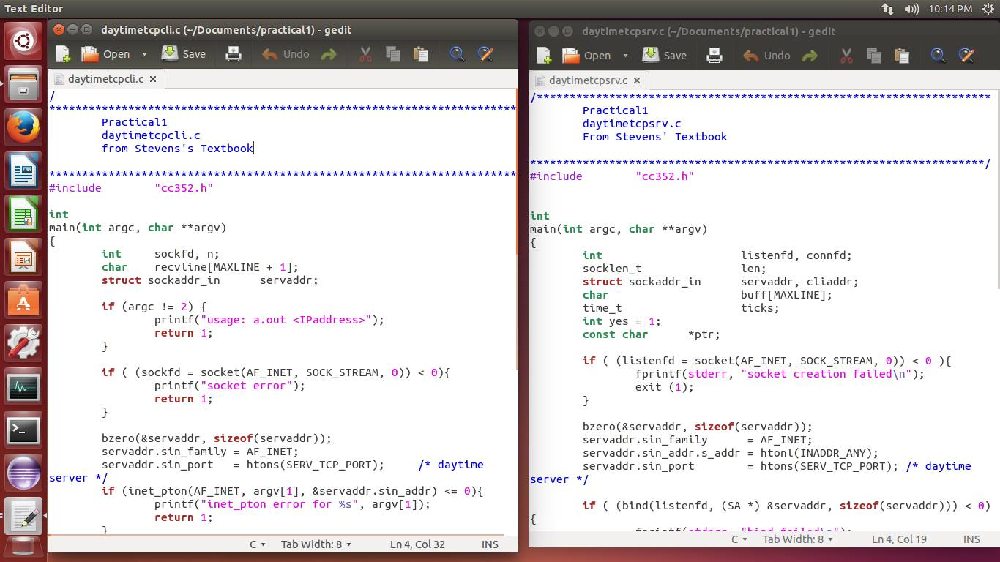 Text Editor
10:14 PM
daytimetcpcli.c (~/Documents/practical1) - gedit
Open Save Undo
daytimetcpcli.c
/
***********************************************************************
Practical1
daytimetcpcli.c
from Stevens's Textbook
***********************************************************************
#include "cc352.h"
int
main(int argc, char **argv)
{
int sockfd, n;
char recvline[MAXLINE + 1];
struct sockaddr_in servaddr;
if (argc != 2) {
printf("usage: a.out <IPaddress>");
return 1;
}
if ( (sockfd = socket(AF_INET, SOCK_STREAM, 0)) < 0){
printf("socket error");
return 1;
}
bzero(&servaddr, sizeof(servaddr));
servaddr.sin_family = AF_INET;
servaddr.sin_port = htons(SERV_TCP_PORT); /* daytime
server */
if (inet_pton(AF_INET, argv[1], &servaddr.sin_addr) <= 0){
printf("inet_pton error for %s", argv[1]);
return 1;
}
C Tab Width: 8 Ln 4, Col 32 INS
daytimetcpsrv.c (~/Documents/practical1) - gedit
Open Save Undo
daytimetcpsrv.c
/*********************************************************************
Practical1
daytimetcpsrv.c
From Stevens' Textbook
*********************************************************************/
#include "cc352.h"
int
main(int argc, char **argv)
{
int listenfd, connfd;
socklen_t len;
struct sockaddr_in servaddr, cliaddr;
char buff[MAXLINE];
time_t ticks;
int yes = 1;
const char *ptr;
if ( (listenfd = socket(AF_INET, SOCK_STREAM, 0)) < 0 ){
fprintf(stderr, "socket creation failed\n");
exit (1);
}
bzero(&servaddr, sizeof(servaddr));
servaddr.sin_family = AF_INET;
servaddr.sin_addr.s_addr = htonl(INADDR_ANY);
servaddr.sin_port = htons(SERV_TCP_PORT); /* daytime
server */
if ( (bind(listenfd, (SA *) &servaddr, sizeof(servaddr))) < 0)
{
fprintf(stderr, "bind failed\n");
C Tab Width: 8 Ln 4, Col 19 INS